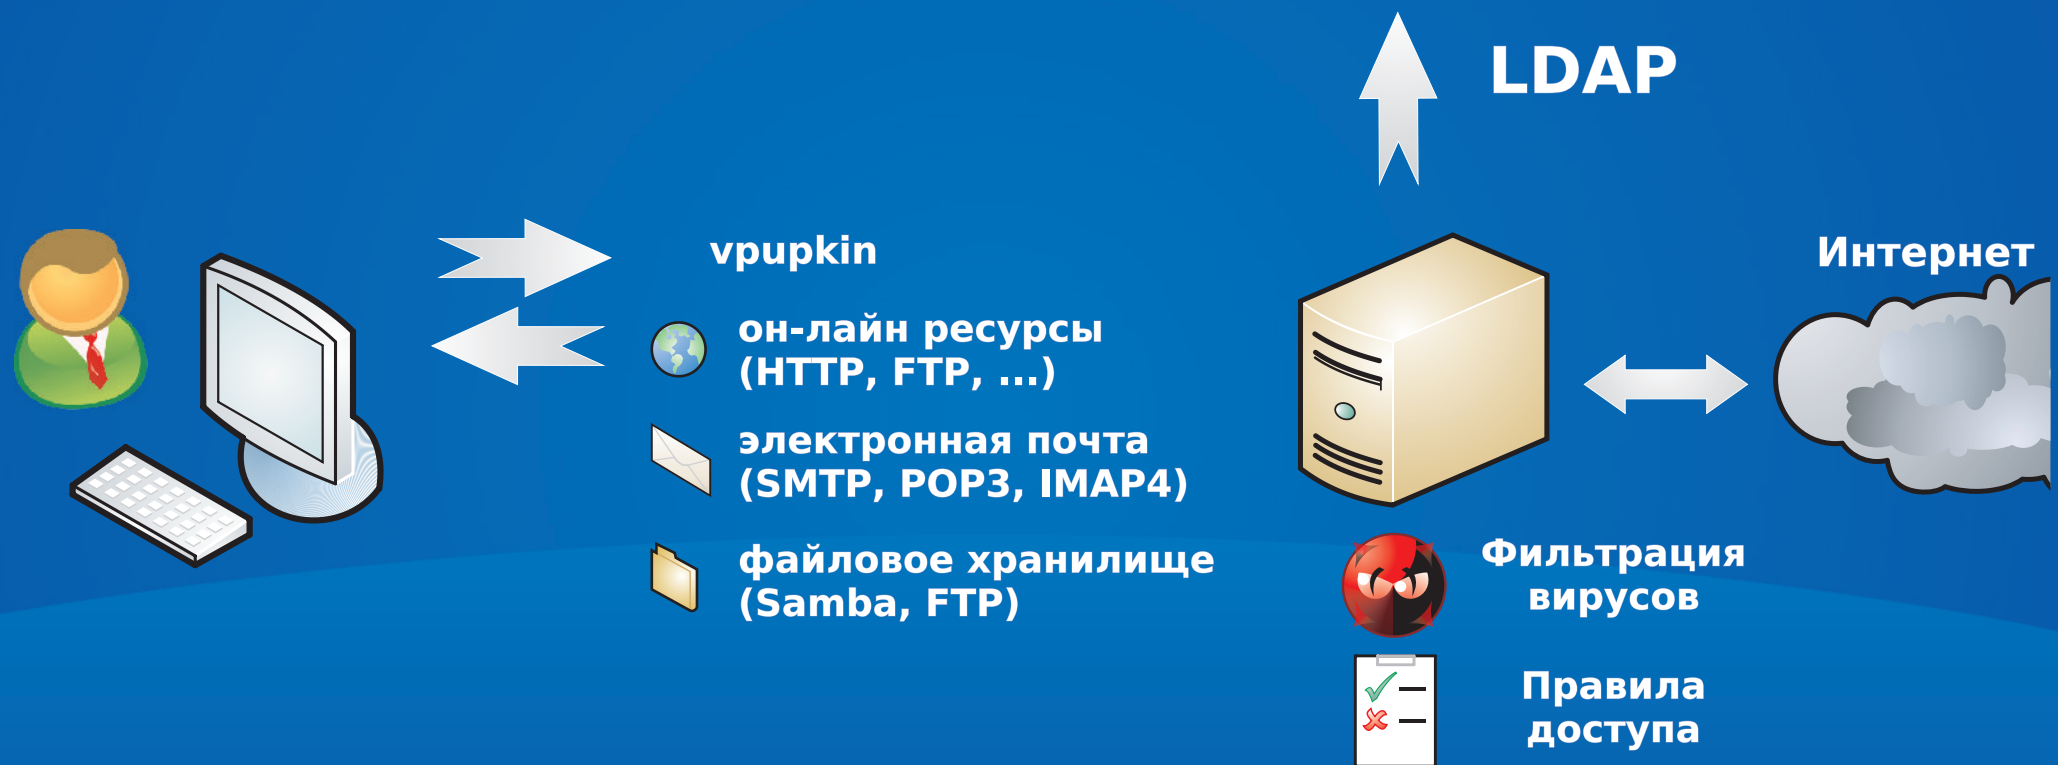 LDAP
vpupkin
Интернет
он-лайн ресурсы
(HTTP, FTP, ...)
электронная почта
(SMTP, POP3, IMAP4)
файловое хранилище
(Samba, FTP)
Фильтрация
вирусов
Правила
доступа